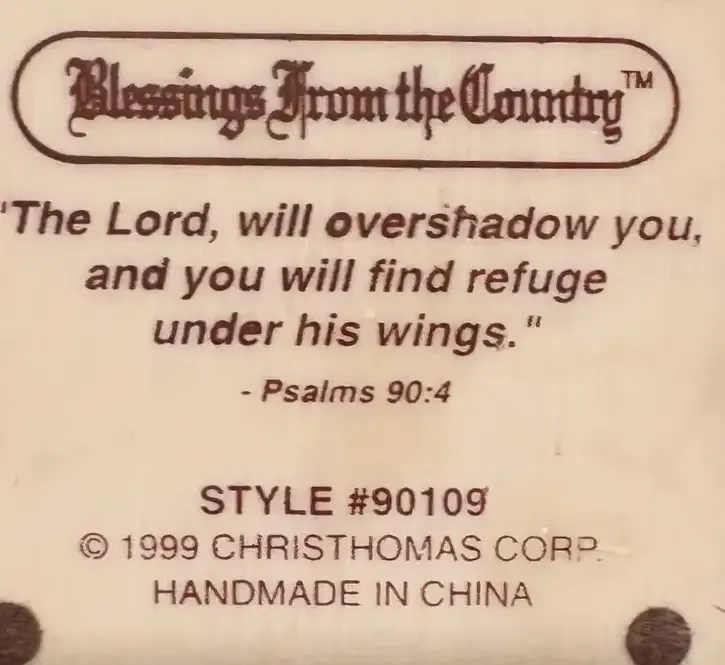 Blessings From the Country™
"The Lord, will overshadow you,
and you will find refuge
under his wings."
- Psalms 90:4
STYLE #90109
© 1999 CHRISTHOMAS CORP.
HANDMADE IN CHINA